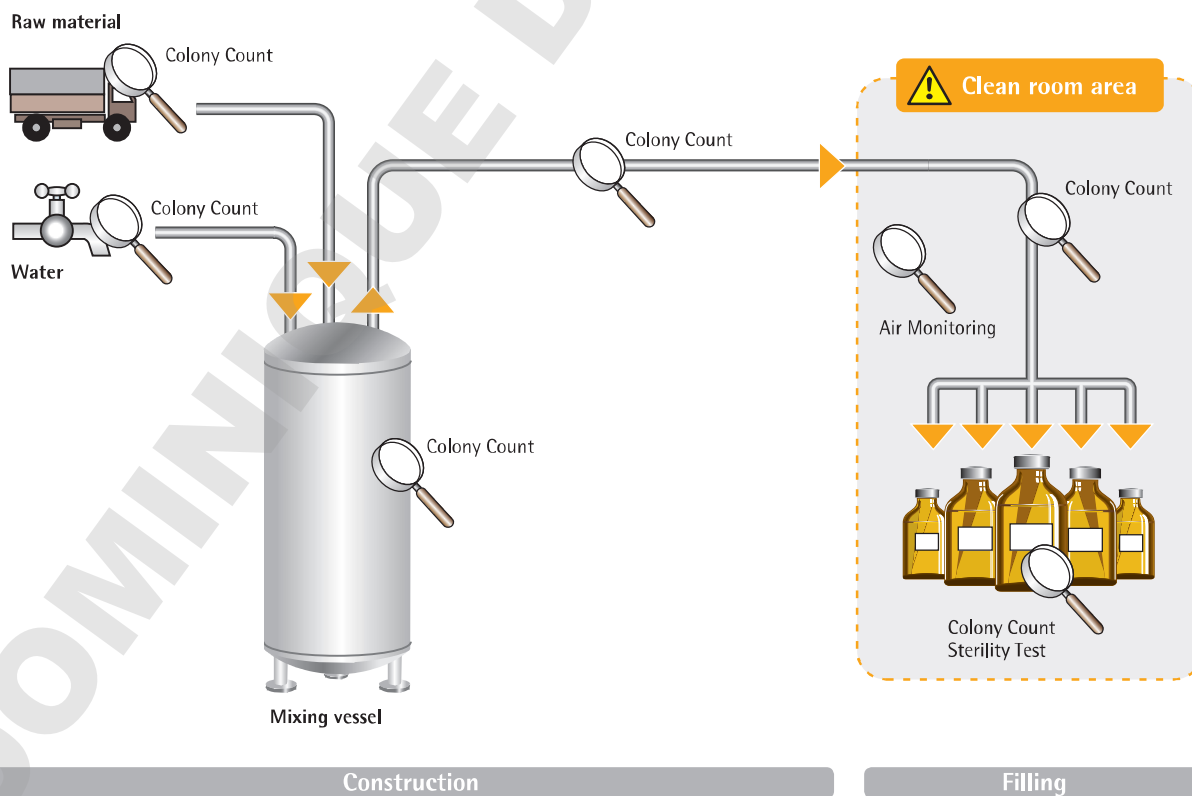 Raw material
Colony Count
Clean room area
Colony Count
Colony Count
Colony Count
Water
Air Monitoring
Colony Count
Colony Count
Sterility Test
Mixing vessel
Construction
Filling
DOMINIQUE D